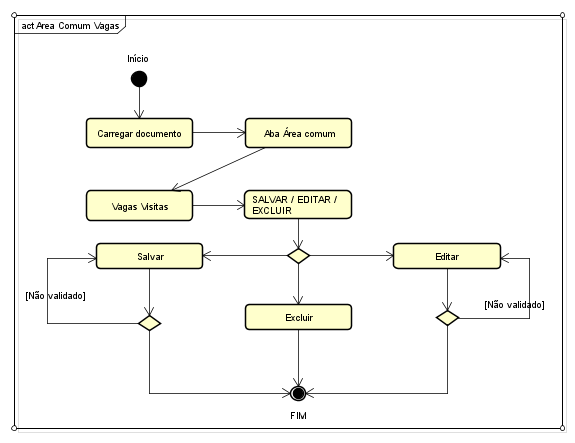 act Area Comum Vagas
Início
Carregar documento
Aba Área comum
Vagas Visitas
SALVAR / EDITAR /
EXCLUIR
Salvar
Editar
[Não validado]
[Não validado]
Excluir
FIM